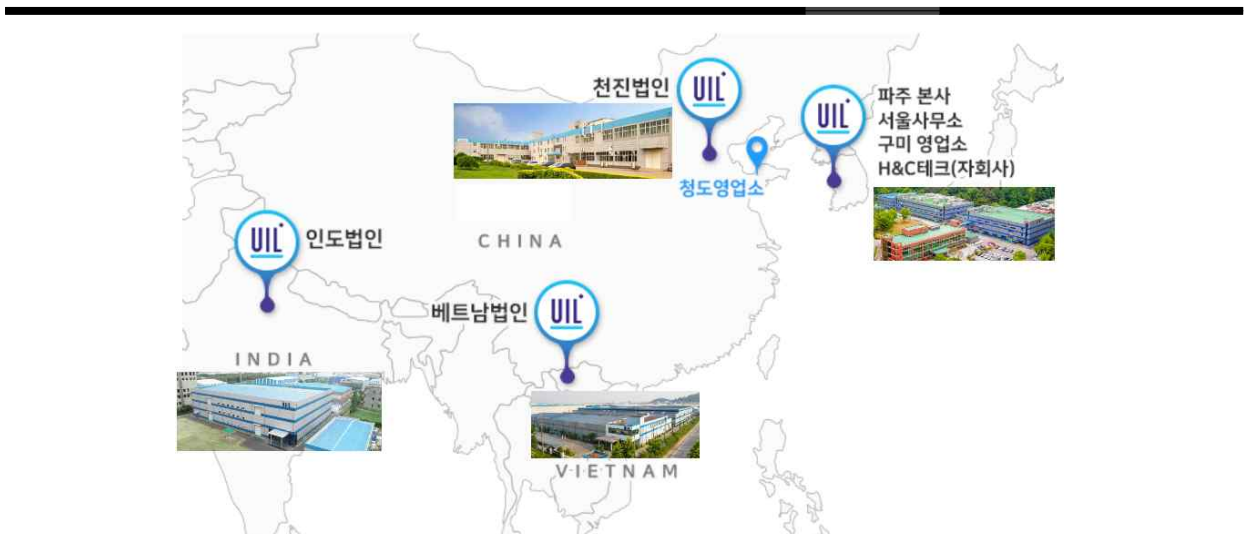 천진법인
UIL
UIL
파주 본사
서울사무소
구미 영업소
H&C테크(자회사)
청도영업소
UIL
인도법인
CHINA
베트남법인
UIL
INDIA
VIETNAM